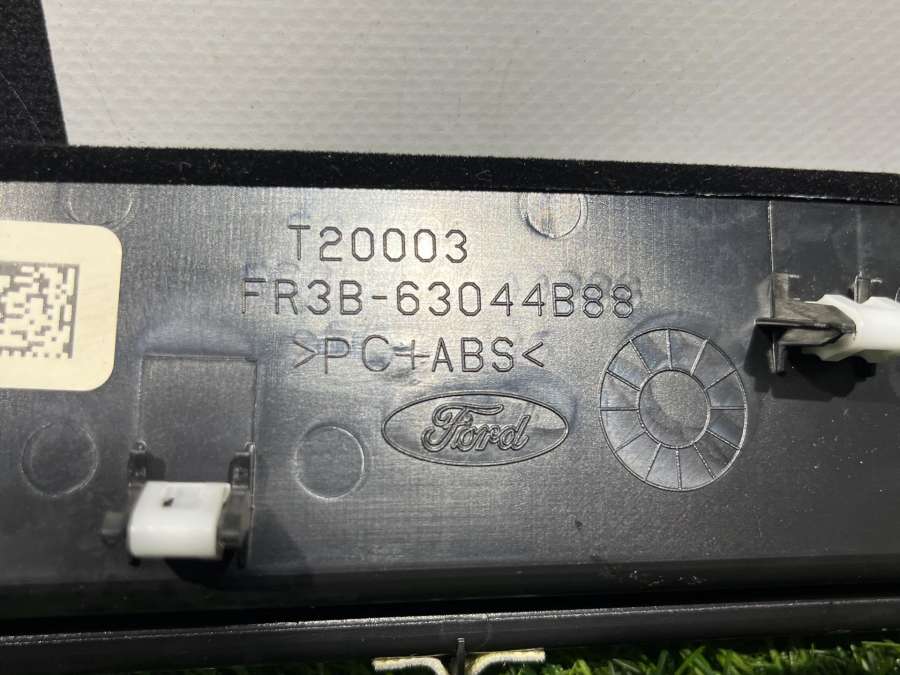 T20003
FR3B-63044B88
>PC+ABS<
Ford